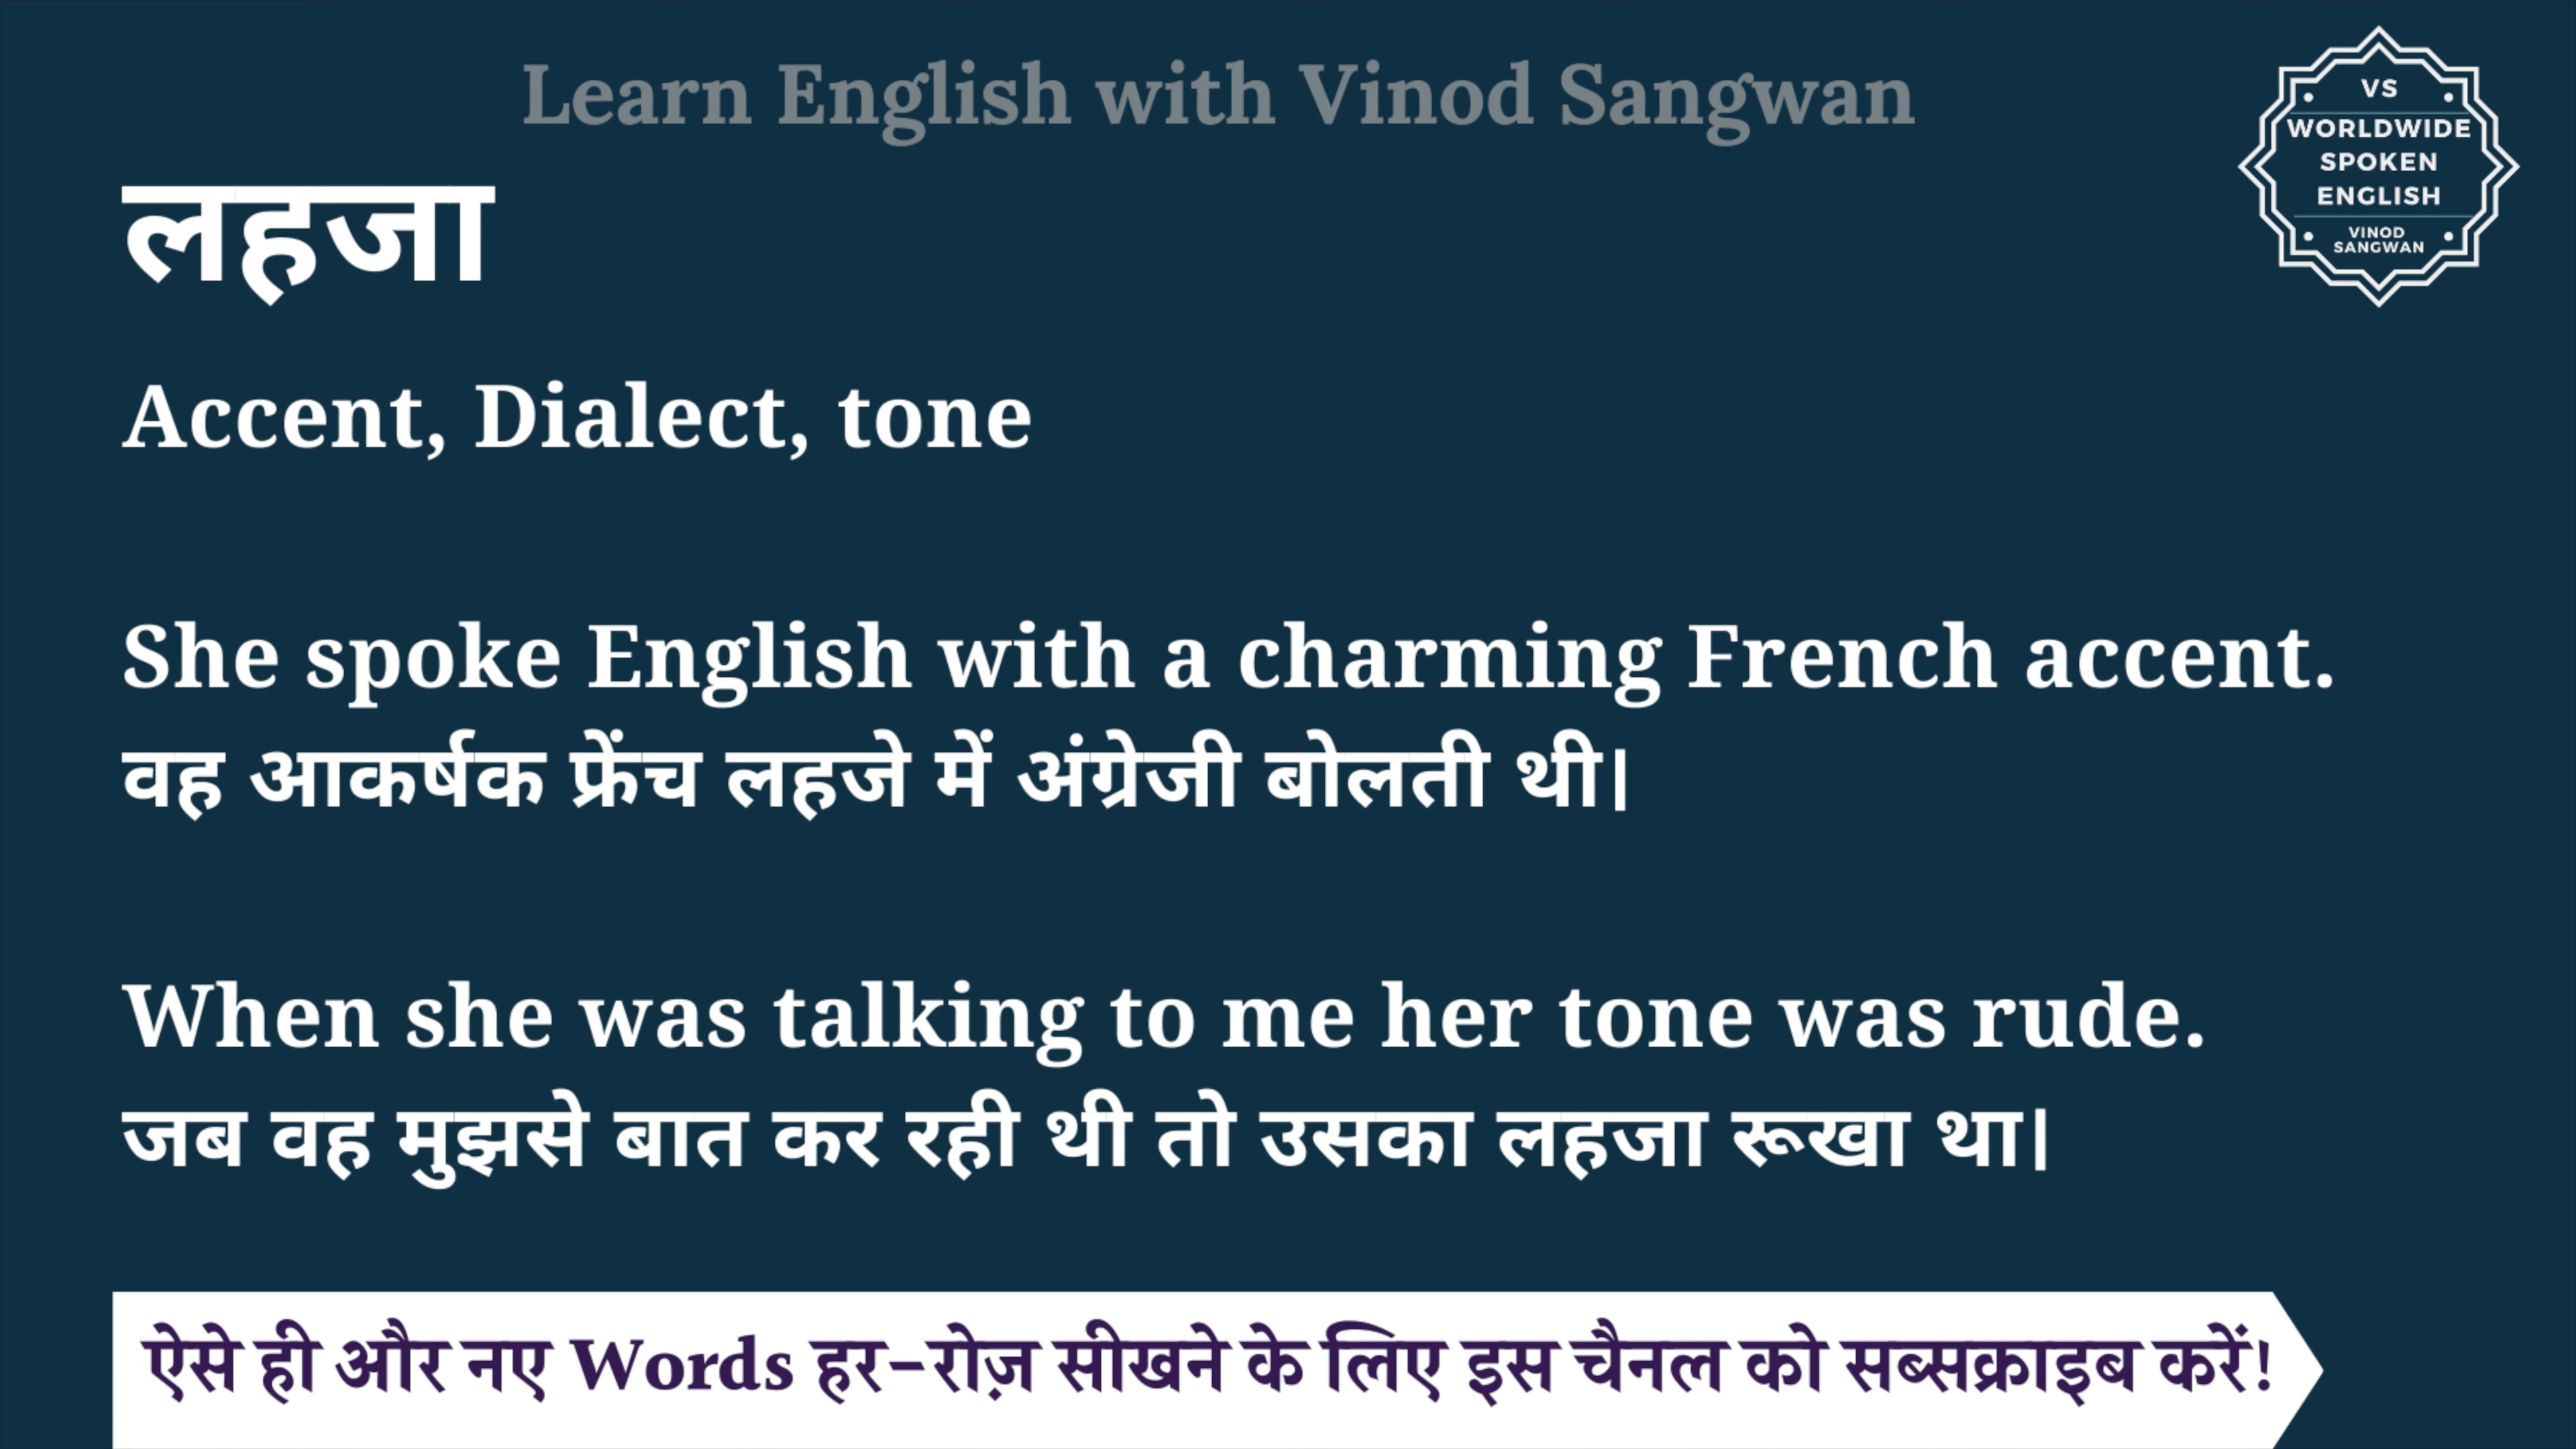 Learn English with Vinod Sangwan
VS
WORLDWIDE
SPOKEN
ENGLISH
VINOD
SANGWAN
लहजा
Accent, Dialect, tone
She spoke English with a charming French accent.
वह आकर्षक फ्रेंच लहजे में अंग्रेजी बोलती थी।
When she was talking to me her tone was rude.
जब वह मुझसे बात कर रही थी तो उसका लहजा रूखा था।
ऐसे ही और नए Words हर-रोज़ सीखने के लिए इस चैनल को सब्सक्राइब करें!